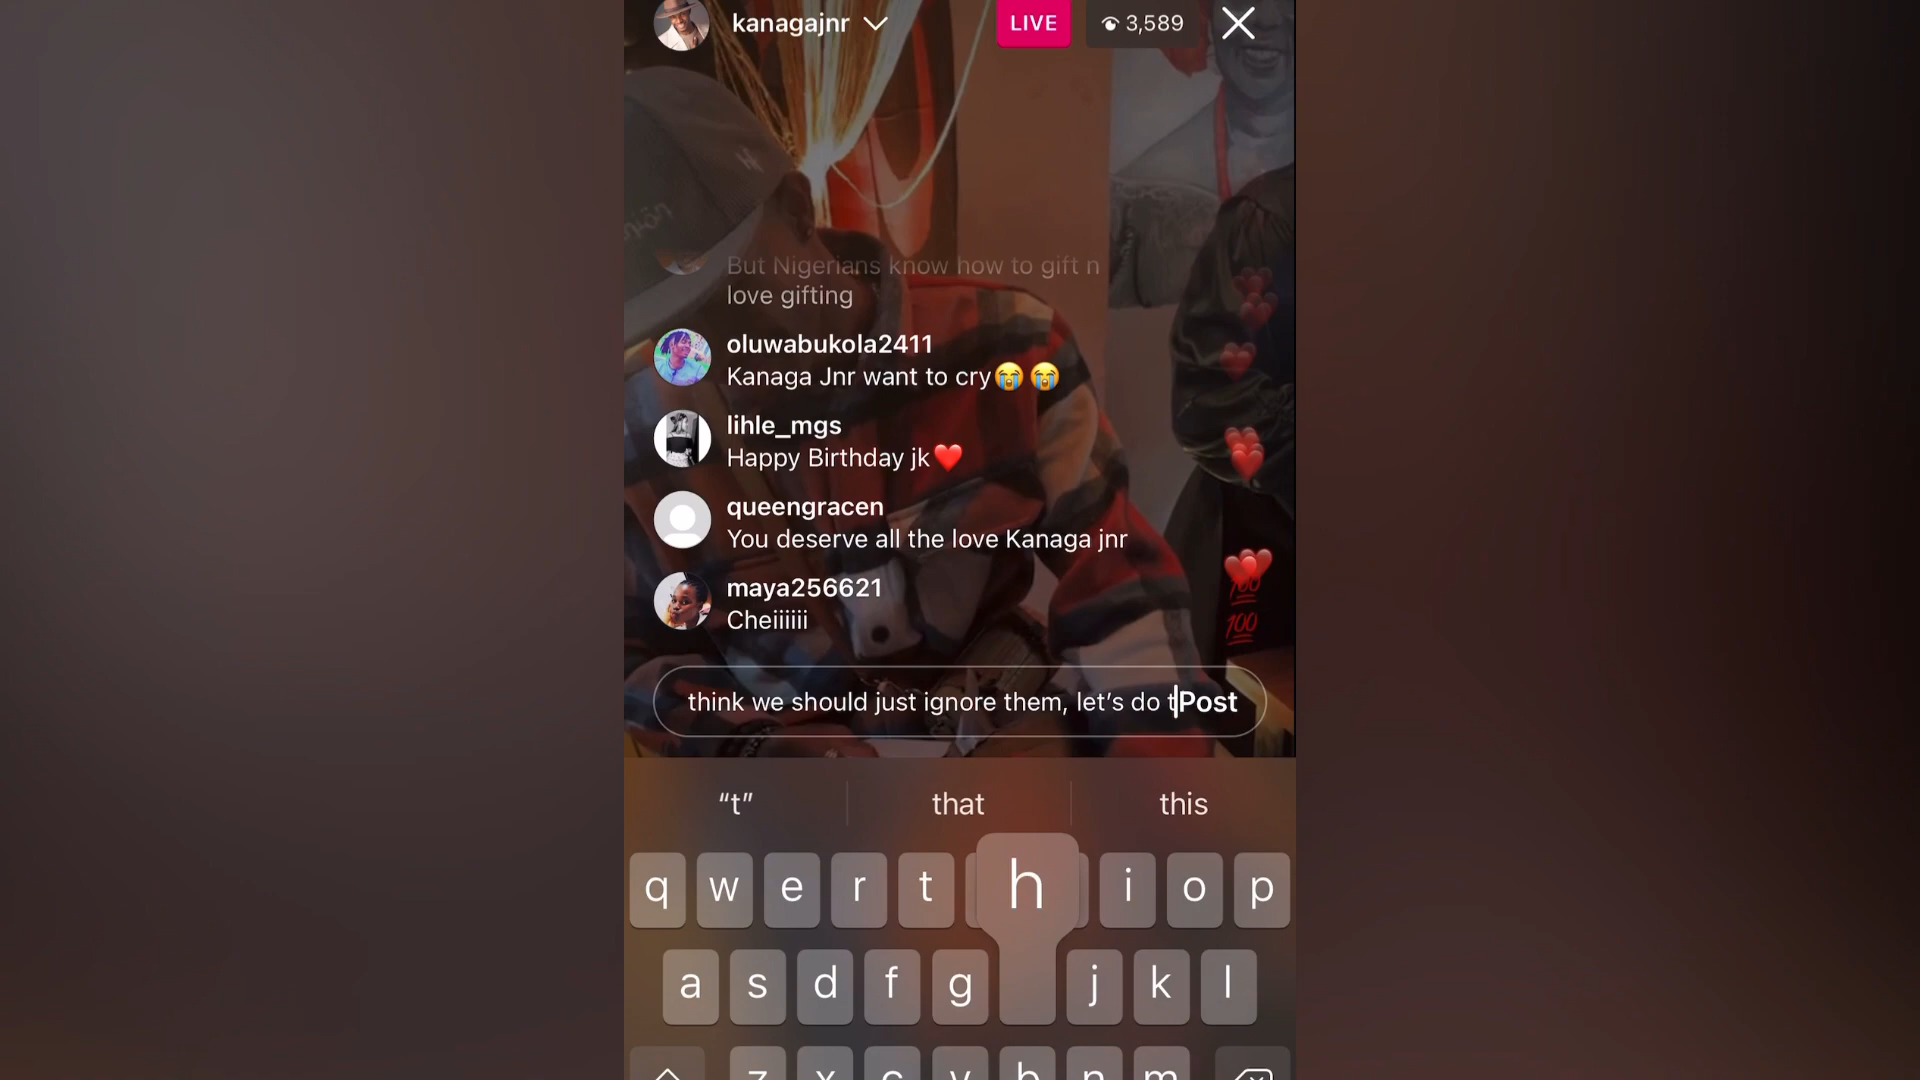 kanagajnr
LIVE
3,589
But Nigerians know how to gift n
love gifting
oluwabukola2411
Kanaga Jnr want to cry😭😭
lihle_mgs
Happy Birthday jk❤️
queengracen
You deserve all the love Kanaga jnr
maya256621
Cheiiiiii
💯
💯
think we should just ignore them, let’s do t Post
“t” that this
q w e r t h i o p
a s d f g j k l
z x c v b n m